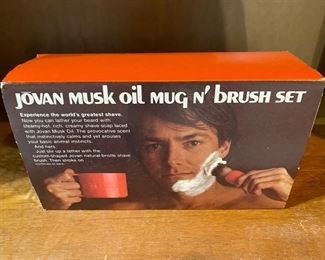 JOVAN MUSK OIL MUG N' BRUSH SET
Experience the world's greatest shave.
Now you can lather your beard with
steamy-hot, rich, creamy shave soap laced
with Jovan Musk Oil. The provocative scent
that instinctively calms and yet arouses
your basic animal instincts.
And hers.
Just stir up a lather with the
custom-shaped Jovan natural-bristle shave
brush. Then stroke on